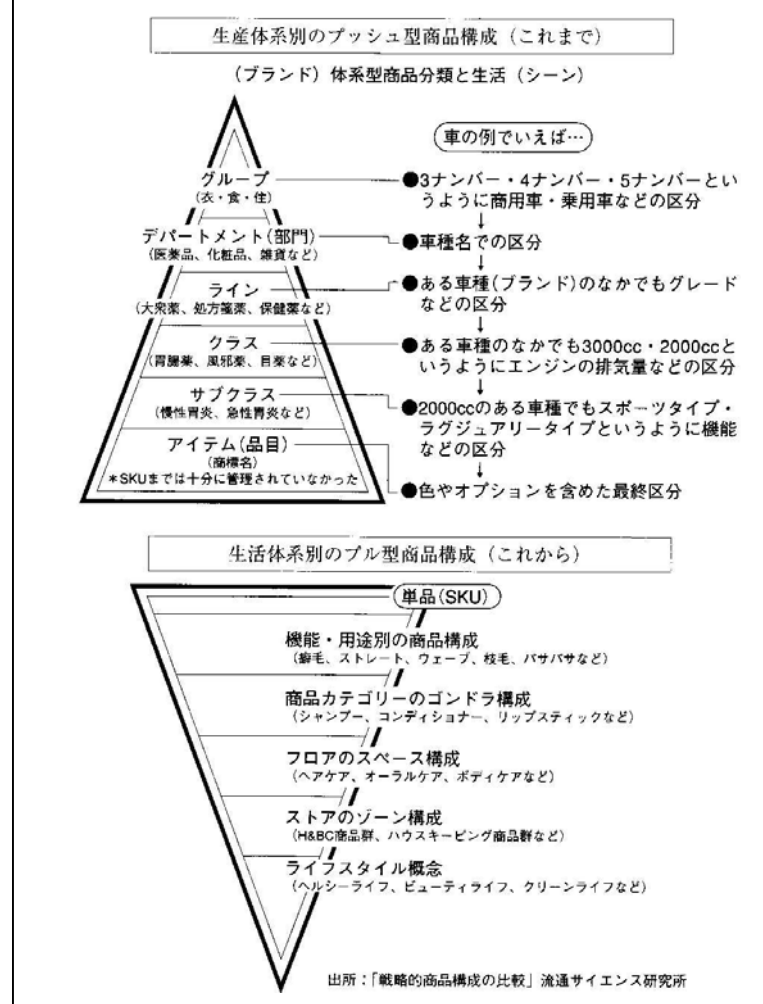 生産体系別のプッシュ型商品構成（これまで）
（ブランド）体系型商品分類と生活（シーン）
車の例でいえば…
グループ
（衣・食・住）
●3ナンバー・4ナンバー・5ナンバーとい
うように商用車・乗用車などの区分
↓
デパートメント（部門）
（医薬品、化粧品、雑貨など）
●車種名での区分
↓
ライン
（大衆薬、処方箋薬、保健薬など）
●ある車種（ブランド）のなかでもグレード
などの区分
↓
クラス
（胃腸薬、風邪薬、目薬など）
●ある車種のなかでも3000cc・2000ccと
いうようにエンジンの排気量などの区分
↓
サブクラス
（慢性胃炎、急性胃炎など）
●2000ccのある車種でもスポーツタイプ・
ラグジュアリータイプというように機能
などの区分
↓
アイテム（品目）
（商標名）
＊SKUまでは十分に管理されていなかった
●色やオプションを含めた最終区分
生活体系別のプル型商品構成（これから）
単品（SKU）
機能・用途別の商品構成
（癖毛、ストレート、ウェーブ、枝毛、パサパサなど）
商品カテゴリーのゴンドラ構成
（シャンプー、コンディショナー、リップスティックなど）
フロアのスペース構成
（ヘアケア、オーラルケア、ボディケアなど）
ストアのゾーン構成
（H&BC商品群、ハウスキーピング商品群など）
ライフスタイル概念
（ヘルシーライフ、ビューティライフ、クリーンライフなど）
出所：「戦略的商品構成の比較」流通サイエンス研究所